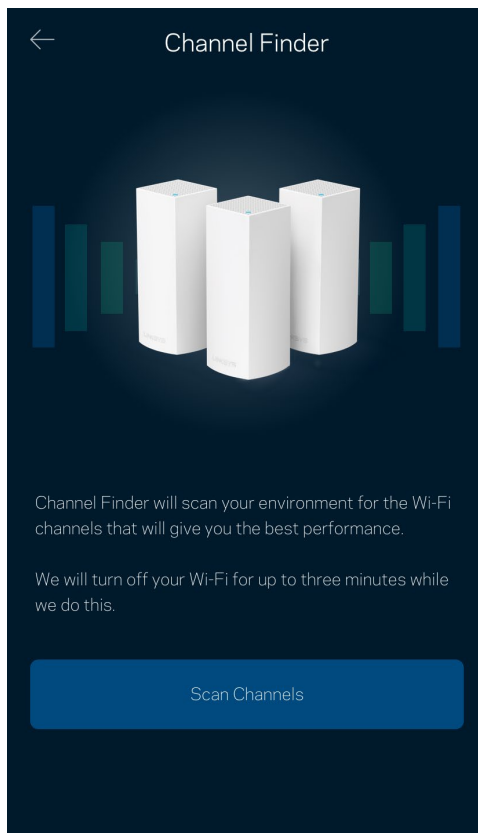 Channel Finder
Channel Finder will scan your environment for the Wi-Fi
channels that will give you the best performance.
We will turn off your Wi-Fi for up to three minutes while
we do this.
Scan Channels